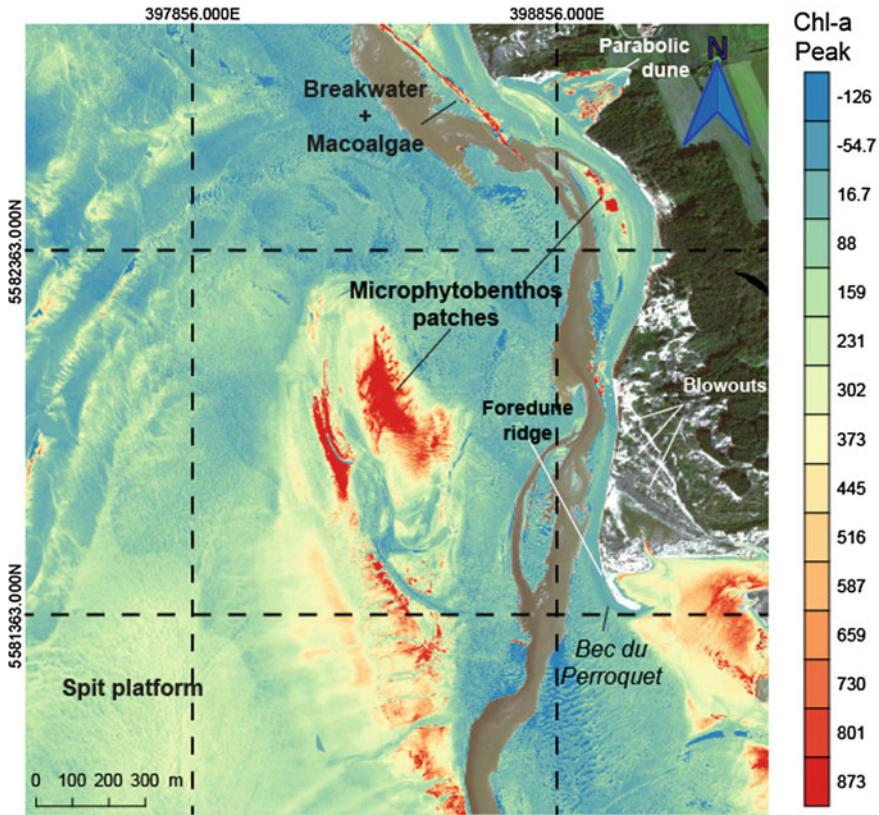 397856.000E
398856.000E
Chl-a
Peak
Parabolic
dune
N
Breakwater
+
Macoalgae
5582363.000N
Microphytobenthos
patches
Blowouts
Foredune
ridge
5581363.000N
Bec du
Perroquet
Spit platform
0 100 200 300 m
-126
-54.7
16.7
88
159
231
302
373
445
516
587
659
730
801
873